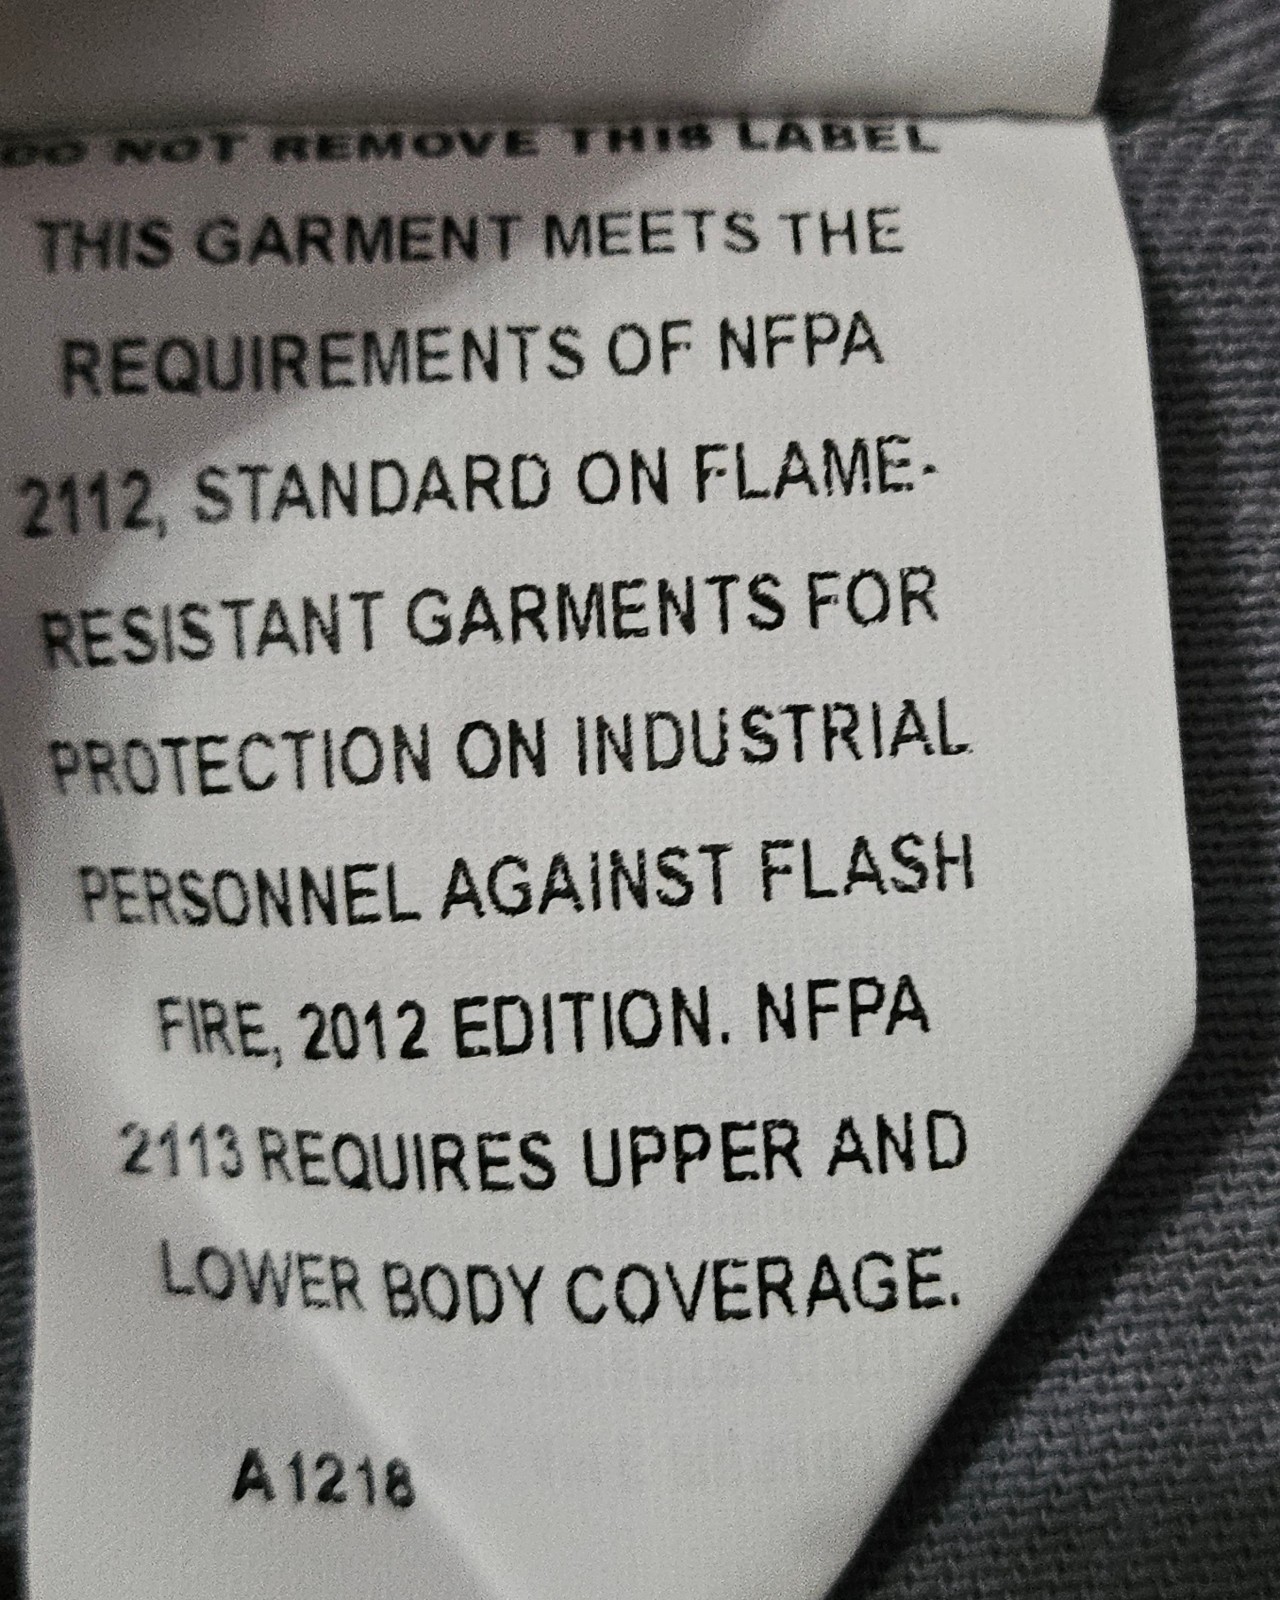 DO NOT REMOVE THIS LABEL
THIS GARMENT MEETS THE
REQUIREMENTS OF NFPA
2112, STANDARD ON FLAME-
RESISTANT GARMENTS FOR
PROTECTION ON INDUSTRIAL
PERSONNEL AGAINST FLASH
FIRE, 2012 EDITION. NFPA
2113 REQUIRES UPPER AND
LOWER BODY COVERAGE.
A1218